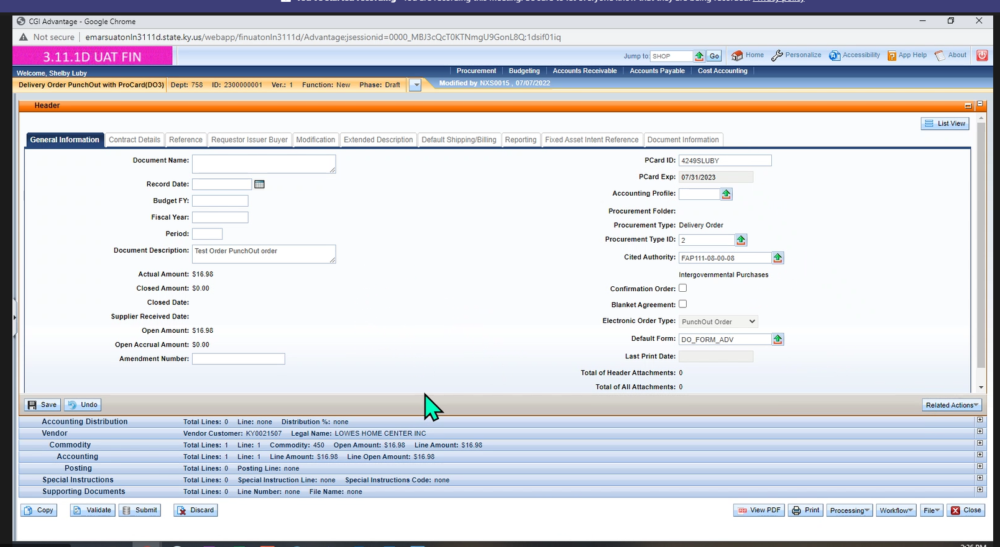 CGI Advantage - Google Chrome
Not secure | emarsuatonln3111d.state.ky.us/webapp/finuatonln3111d/Advantage;jsessionid=0000_MBJ3cQcT0KTNmgU9GonL8Q:1dsif01iq
3.11.1D UAT FIN
Jump to: SHOP Go Home Personalize Accessibility App Help About
Welcome, Shelby Luby
Procurement Budgeting Accounts Receivable Accounts Payable Cost Accounting
Delivery Order PunchOut with ProCard(DO3) Dept: 758 ID: 2300000001 Ver.: 1 Function: New Phase: Draft Modified by NXS0015 , 07/07/2022
Header
List View
General Information Contract Details Reference Requestor Issuer Buyer Modification Extended Description Default Shipping/Billing Reporting Fixed Asset Intent Reference Document Information
Document Name:
Record Date:
Budget FY:
Fiscal Year:
Period:
Document Description: Test Order PunchOut order
Actual Amount: $16.98
Closed Amount: $0.00
Closed Date:
Supplier Received Date:
Open Amount: $16.98
Open Accrual Amount: $0.00
Amendment Number:
PCard ID: 4249SLUBY
PCard Exp: 07/31/2023
Accounting Profile:
Procurement Folder:
Procurement Type: Delivery Order
Procurement Type ID: 2
Cited Authority: FAP111-08-00-08
Intergovernmental Purchases
Confirmation Order:
Blanket Agreement:
Electronic Order Type: PunchOut Order
Default Form: DO_FORM_ADV
Last Print Date:
Total of Header Attachments: 0
Total of All Attachments: 0
Save Undo Related Actions
Accounting Distribution Total Lines: 0 Line: none Distribution %: none
Vendor Vendor Customer: KY0021507 Legal Name: LOWES HOME CENTER INC
Commodity Total Lines: 1 Line: 1 Commodity: 450 Open Amount: $16.98 Line Amount: $16.98
Accounting Total Lines: 1 Line: 1 Line Amount: $16.98 Line Open Amount: $16.98
Posting Total Lines: 0 Posting Line: none
Special Instructions Total Lines: 0 Special Instruction Line: none Special Instructions Code: none
Supporting Documents Total Lines: 0 Line Number: none File Name: none
Copy Validate Submit Discard View PDF Print Processing Workflow File Close